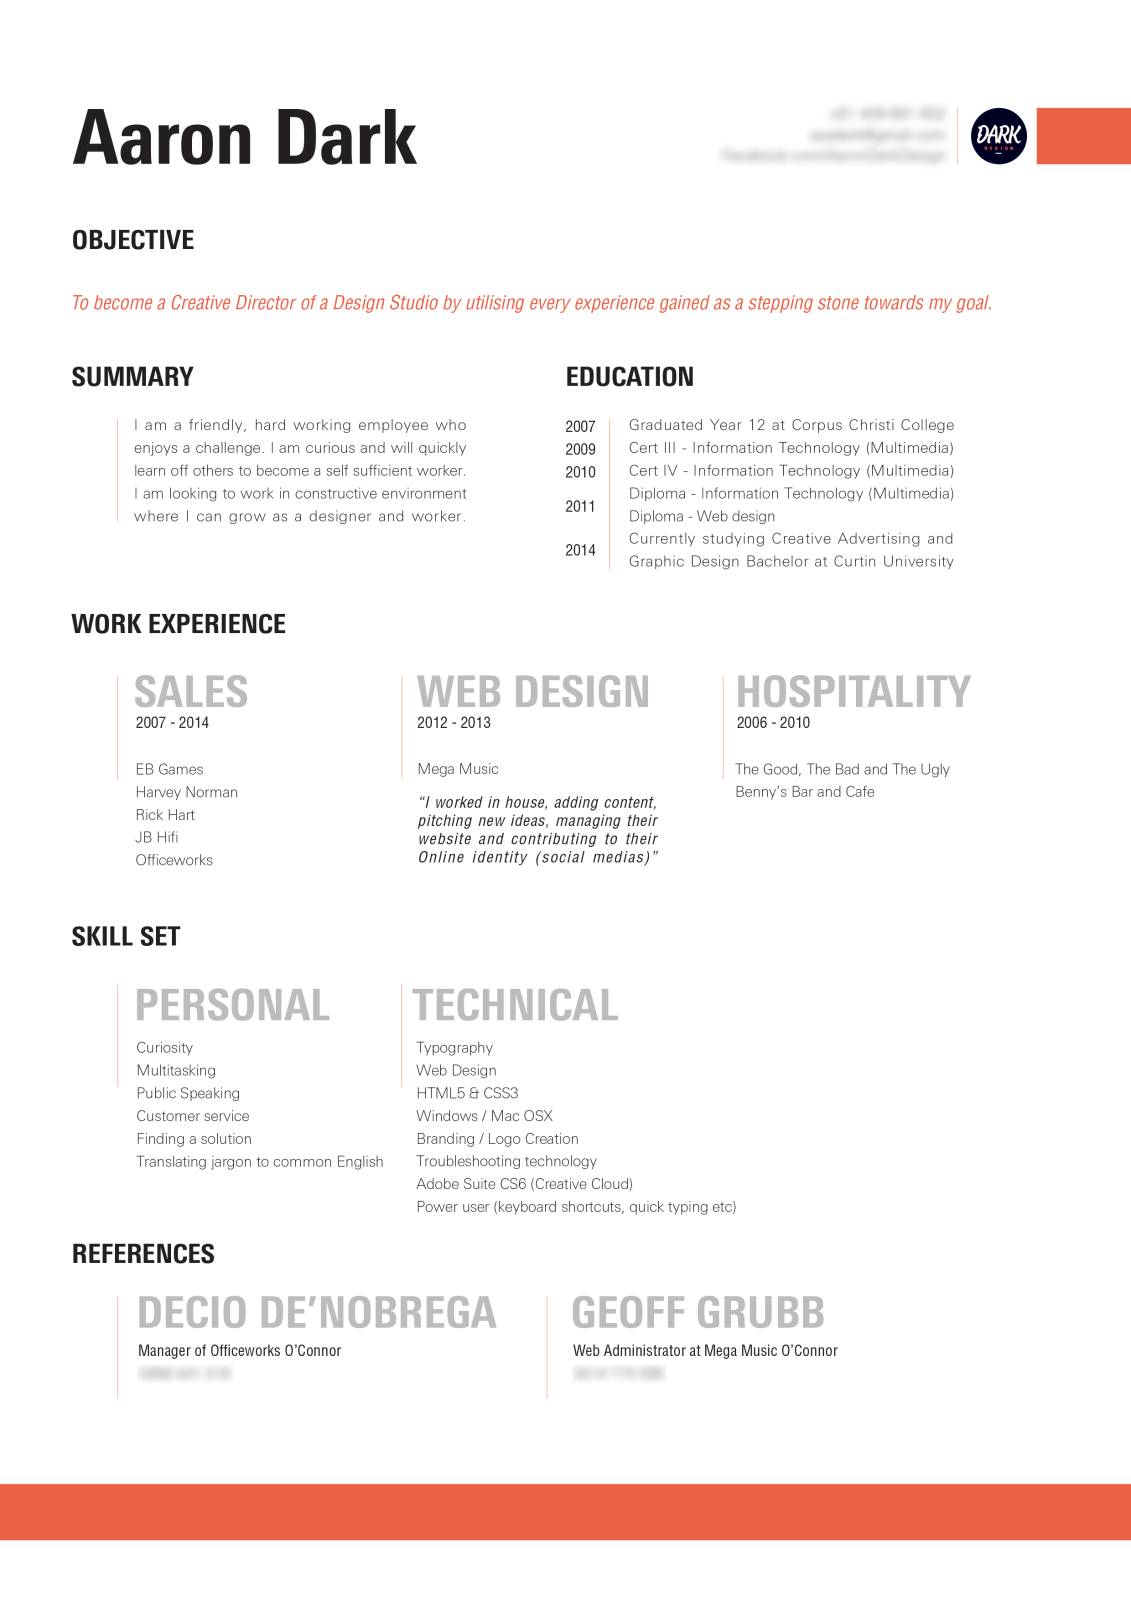 Aaron Dark
DARK
DESIGN
OBJECTIVE
To become a Creative Director of a Design Studio by utilising every experience gained as a stepping stone towards my goal.
SUMMARY
I am a friendly, hard working employee who
enjoys a challenge. I am curious and will quickly
learn off others to become a self sufficient worker.
I am looking to work in constructive environment
where I can grow as a designer and worker.
EDUCATION
2007 Graduated Year 12 at Corpus Christi College
2009 Cert III - Information Technology (Multimedia)
2010 Cert IV - Information Technology (Multimedia)
2011 Diploma - Information Technology (Multimedia)
Diploma - Web design
2014 Currently studying Creative Advertising and
Graphic Design Bachelor at Curtin University
WORK EXPERIENCE
SALES
2007 - 2014
EB Games
Harvey Norman
Rick Hart
JB Hifi
Officeworks
WEB DESIGN
2012 - 2013
Mega Music
“I worked in house, adding content,
pitching new ideas, managing their
website and contributing to their
Online identity (social medias)”
HOSPITALITY
2006 - 2010
The Good, The Bad and The Ugly
Benny’s Bar and Cafe
SKILL SET
PERSONAL
Curiosity
Multitasking
Public Speaking
Customer service
Finding a solution
Translating jargon to common English
TECHNICAL
Typography
Web Design
HTML5 & CSS3
Windows / Mac OSX
Branding / Logo Creation
Troubleshooting technology
Adobe Suite CS6 (Creative Cloud)
Power user (keyboard shortcuts, quick typing etc)
REFERENCES
DECIO DE’NOBREGA
Manager of Officeworks O’Connor
GEOFF GRUBB
Web Administrator at Mega Music O’Connor